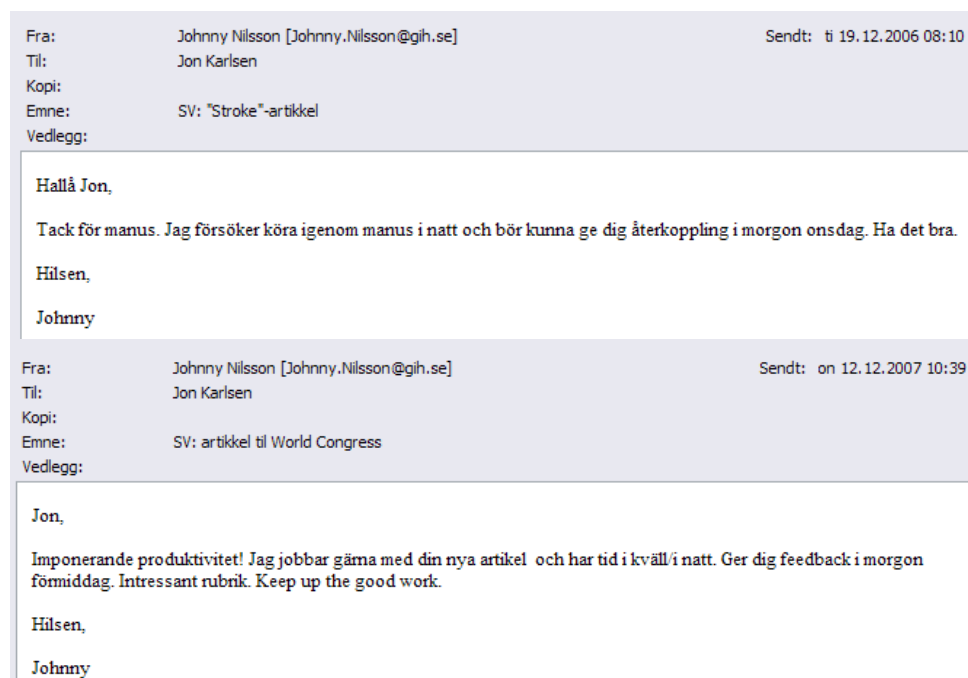 Fra: Johnny Nilsson [Johnny.Nilsson@gih.se] Sendt: ti 19.12.2006 08:10
Til: Jon Karlsen
Kopi:
Emne: SV: "Stroke"-artikkel
Vedlegg:
Hallå Jon,
Tack för manus. Jag försöker köra igenom manus i natt och bör kunna ge dig återkoppling i morgon onsdag. Ha det bra.
Hilsen,
Johnny
Fra: Johnny Nilsson [Johnny.Nilsson@gih.se] Sendt: on 12.12.2007 10:39
Til: Jon Karlsen
Kopi:
Emne: SV: artikkel til World Congress
Vedlegg:
Jon,
Imponerande produktivitet! Jag jobbar gärna med din nya artikel och har tid i kväll/i natt. Ger dig feedback i morgon
förmiddag. Intressant rubrik. Keep up the good work.
Hilsen,
Johnny